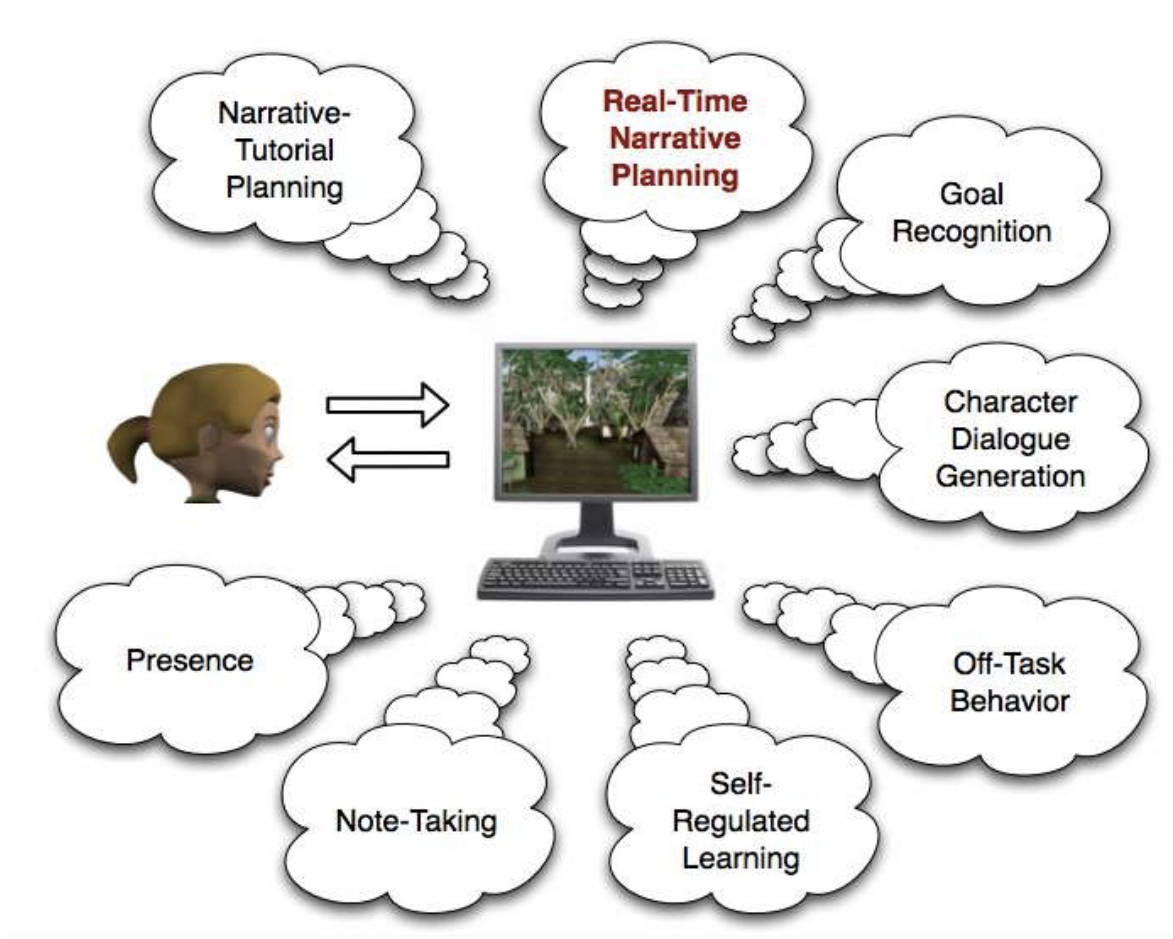 Narrative-
Tutorial
Planning
Real-Time
Narrative
Planning
Goal
Recognition
Character
Dialogue
Generation
Presence
Off-Task
Behavior
Note-Taking
Self-
Regulated
Learning